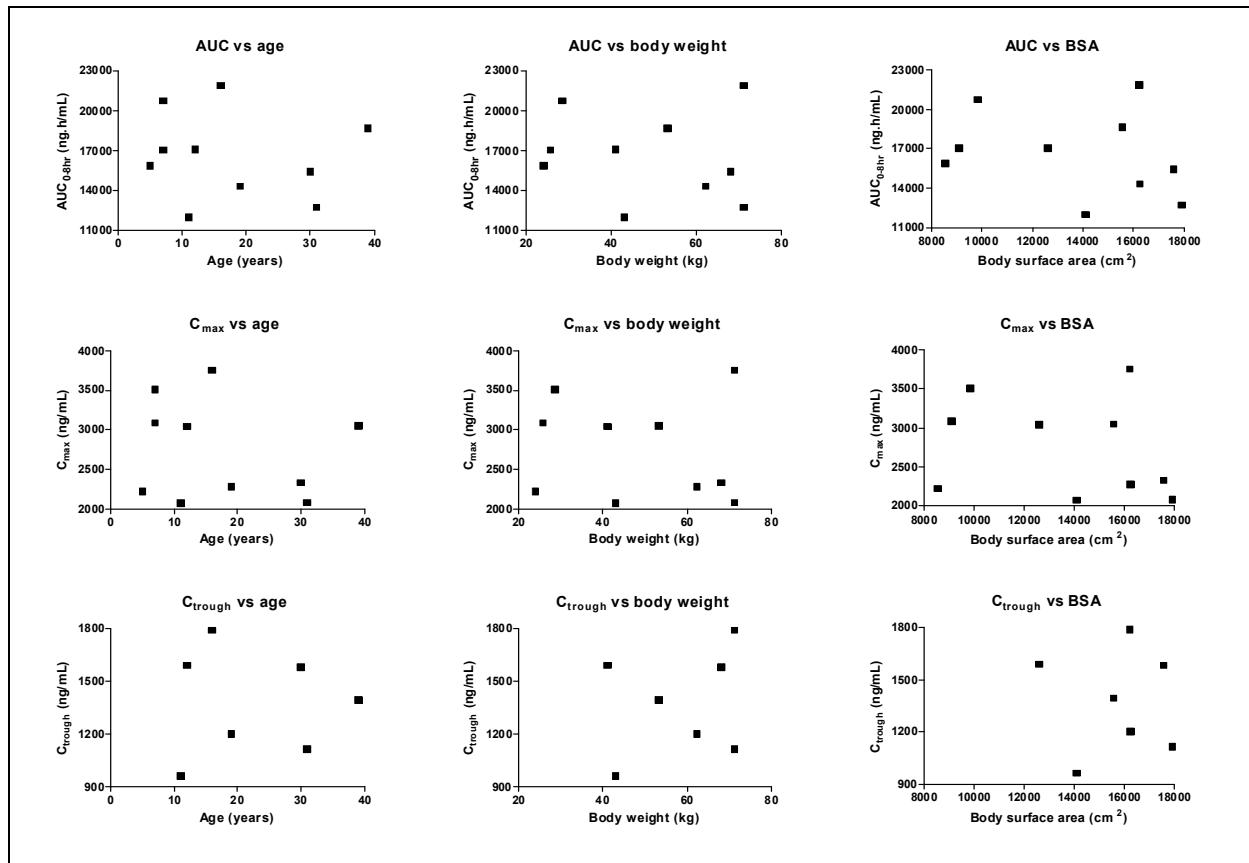 AUC vs age
23000
20000
17000
14000
11000
AUC0-8hr (ng.h/mL)
0 10 20 30 40
Age (years)
AUC vs body weight
23000
20000
17000
14000
11000
AUC0-8hr (ng.h/mL)
20 40 60 80
Body weight (kg)
AUC vs BSA
23000
20000
17000
14000
11000
AUC0-8hr (ng.h/mL)
8000 10000 12000 14000 16000 18000
Body surface area (cm2)
Cmax vs age
4000
3500
3000
2500
2000
Cmax (ng/mL)
0 10 20 30 40
Age (years)
Cmax vs body weight
4000
3500
3000
2500
2000
Cmax (ng/mL)
20 40 60 80
Body weight (kg)
Cmax vs BSA
4000
3500
3000
2500
2000
Cmax (ng/mL)
8000 10000 12000 14000 16000 18000
Body surface area (cm2)
Ctrough vs age
1800
1500
1200
900
Ctrough (ng/mL)
0 10 20 30 40
Age (years)
Ctrough vs body weight
1800
1500
1200
900
Ctrough (ng/mL)
20 40 60 80
Body weight (kg)
Ctrough vs BSA
1800
1500
1200
900
Ctrough (ng/mL)
8000 10000 12000 14000 16000 18000
Body surface area (cm2)